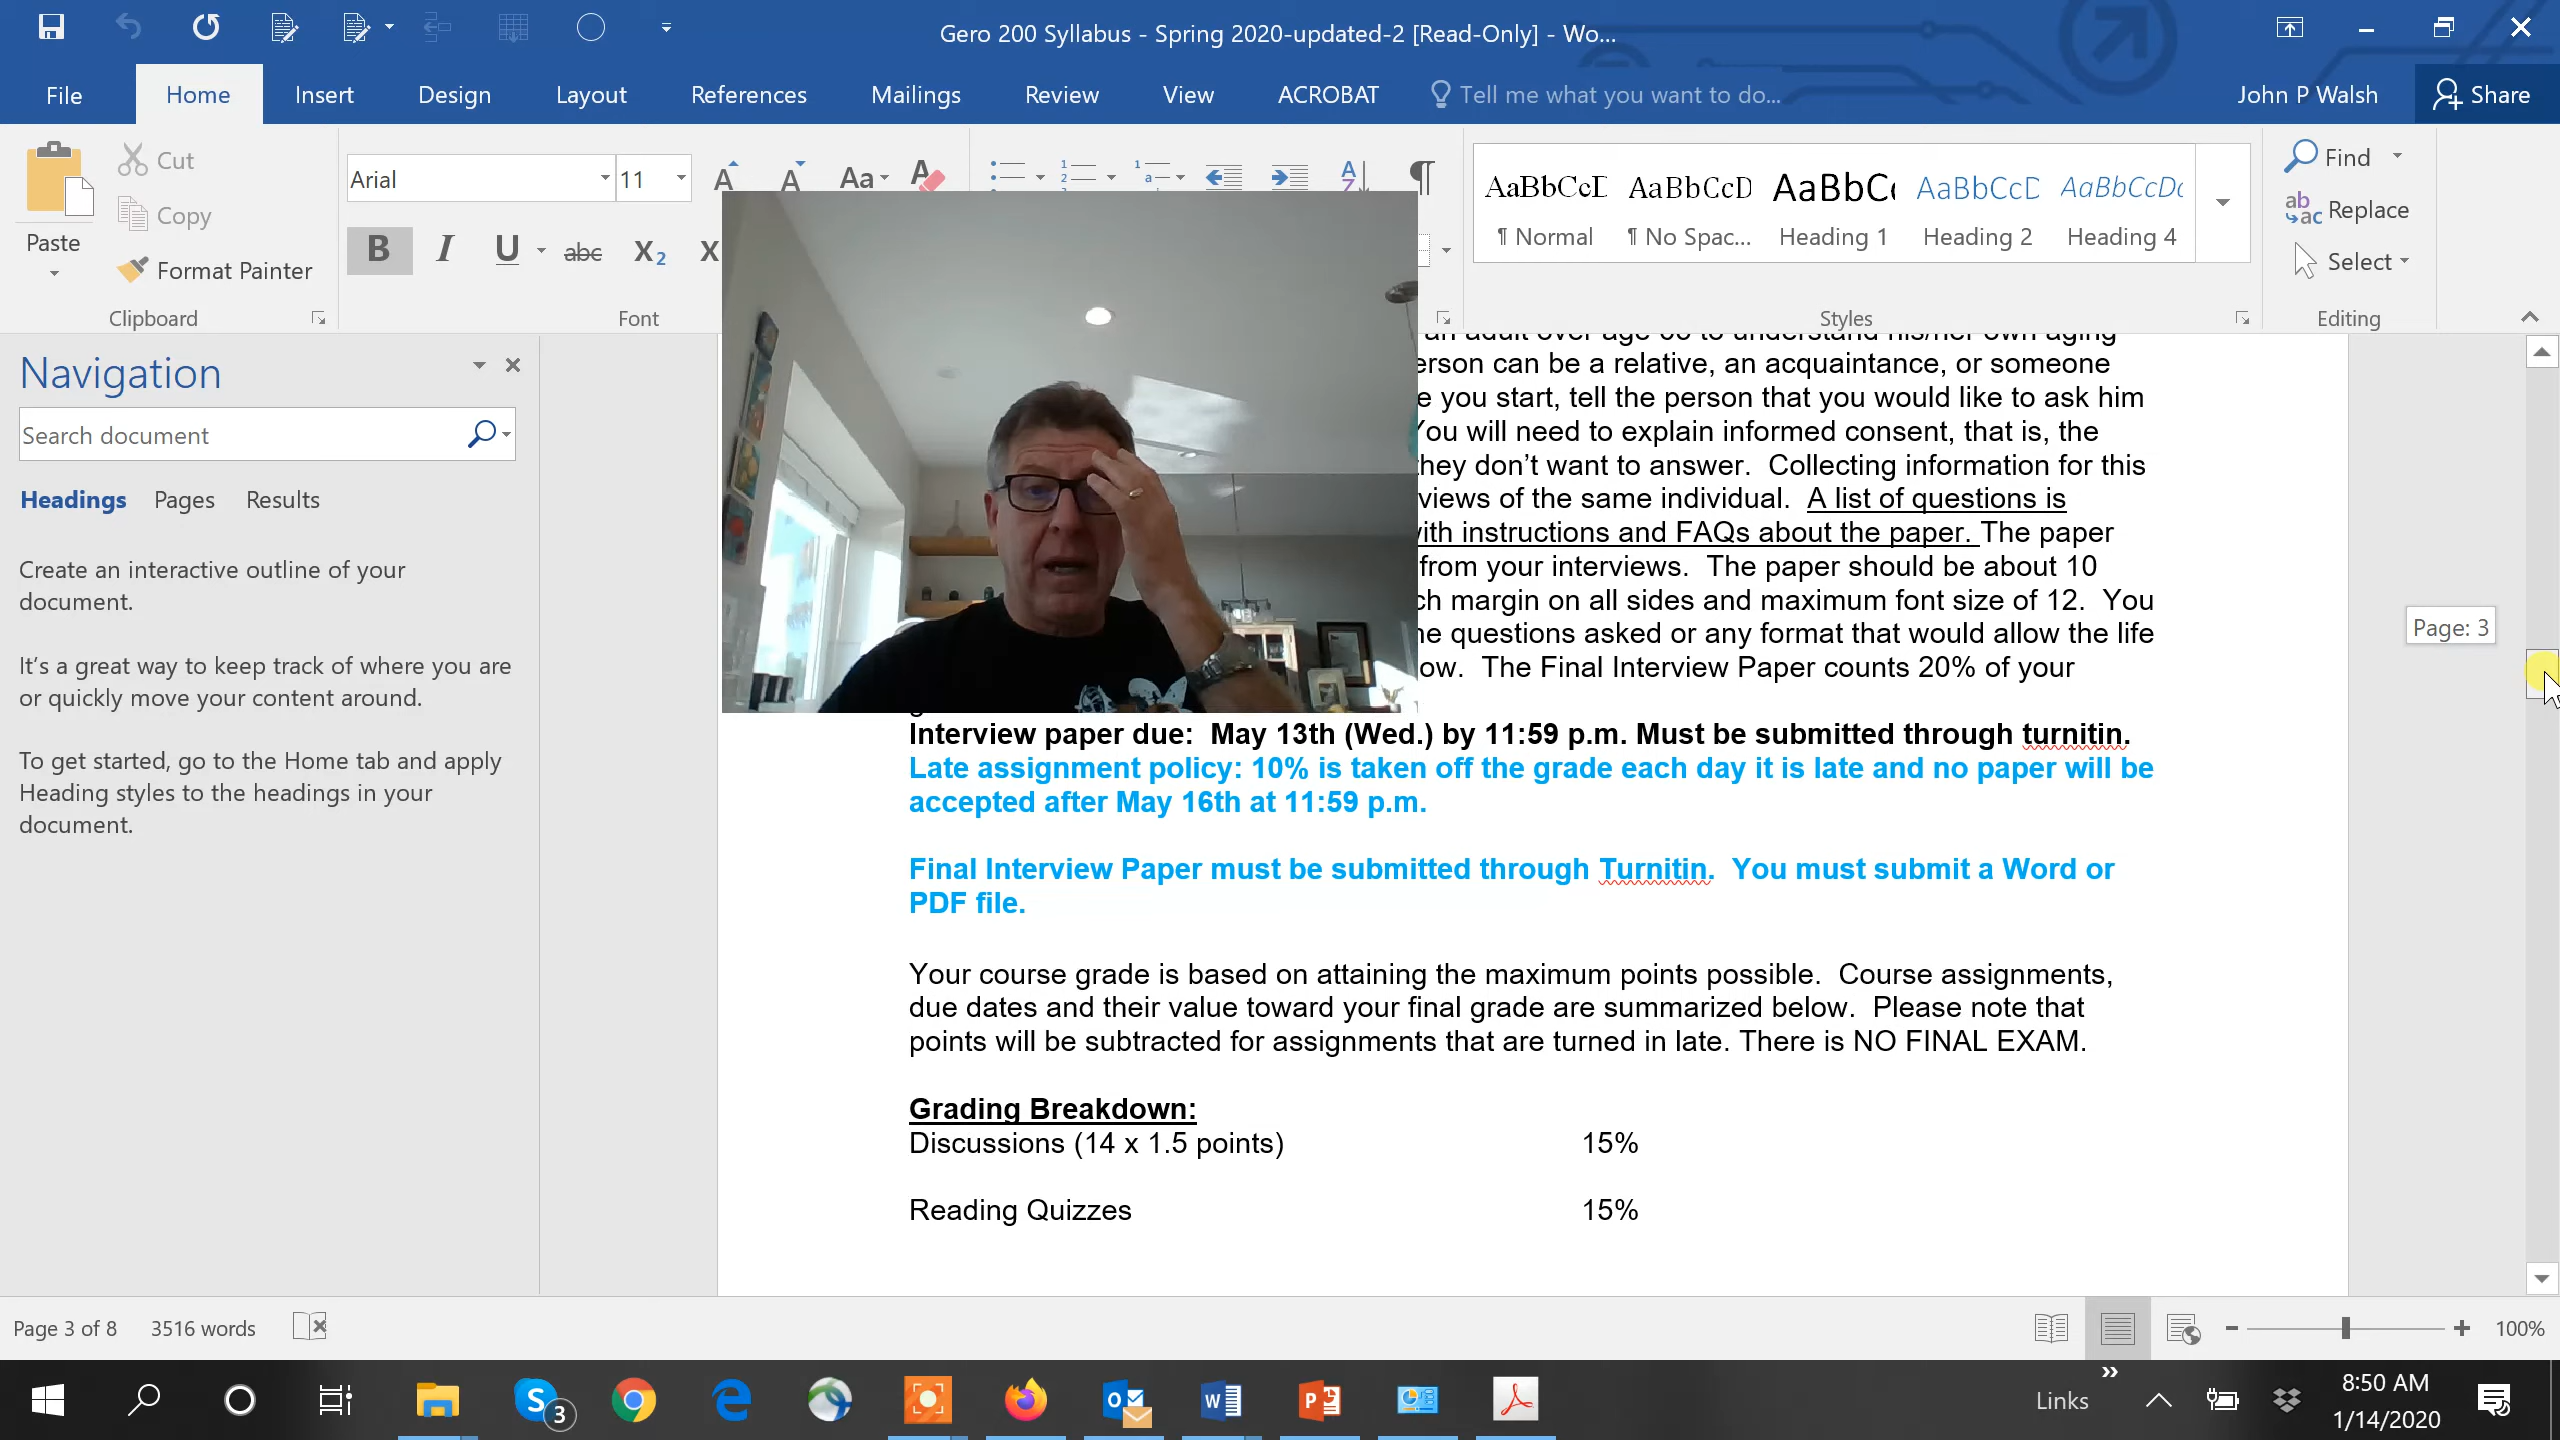 Gero 200 Syllabus - Spring 2020-updated-2 [Read-Only] - Wo...
File Home Insert Design Layout References Mailings Review View ACROBAT Tell me what you want to do... John P Walsh Share
Paste
Cut
Copy
Format Painter
Clipboard
Arial 11
Font
AaBbCcD AaBbCcD AaBbC AaBbCcD AaBbCcDc
¶ Normal ¶ No Spac... Heading 1 Heading 2 Heading 4
Styles
Find
Replace
Select
Editing
Navigation
Search document
Headings Pages Results
Create an interactive outline of your
document.
It's a great way to keep track of where you are
or quickly move your content around.
To get started, go to the Home tab and apply
Heading styles to the headings in your
document.
an adult over age to understand his/her own aging
erson can be a relative, an acquaintance, or someone
e you start, tell the person that you would like to ask him
You will need to explain informed consent, that is, the
they don't want to answer.  Collecting information for this
views of the same individual.  A list of questions is
with instructions and FAQs about the paper. The paper
from your interviews.  The paper should be about 10
ch margin on all sides and maximum font size of 12.  You
he questions asked or any format that would allow the life
ow.  The Final Interview Paper counts 20% of your
Interview paper due:  May 13th (Wed.) by 11:59 p.m. Must be submitted through turnitin.
Late assignment policy: 10% is taken off the grade each day it is late and no paper will be
accepted after May 16th at 11:59 p.m.
Final Interview Paper must be submitted through Turnitin.  You must submit a Word or
PDF file.
Your course grade is based on attaining the maximum points possible.  Course assignments,
due dates and their value toward your final grade are summarized below.  Please note that
points will be subtracted for assignments that are turned in late. There is NO FINAL EXAM.
Grading Breakdown:
Discussions (14 x 1.5 points) 15%
Reading Quizzes 15%
Page: 3
Page 3 of 8 3516 words 100%
3
Links
8:50 AM
1/14/2020